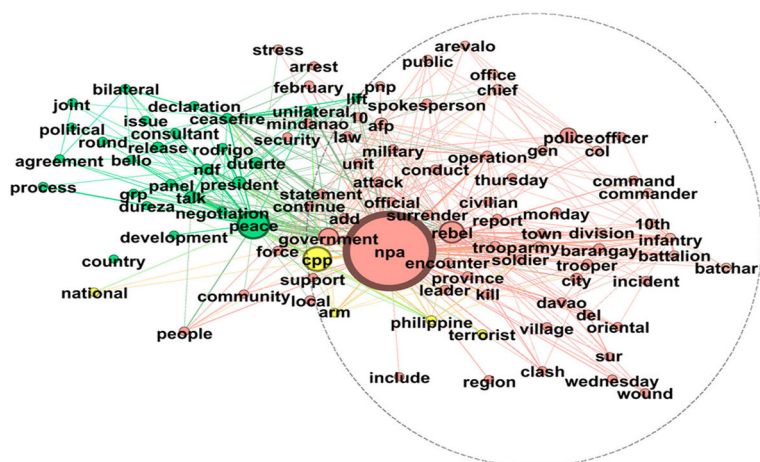 arevalo
stress
public
arrest
office
bilateral
february
pnp
chief
joint
declaration
lift
spokesperson
issue
ceasefire
unilateral
10
political
consultant
mindanao
afp
police
officer
round
release
rodrigo
security
law
military
gen
col
agreement
bello
ndf
duterte
unit
operation
process
panel
president
attack
conduct
thursday
command
grp
talk
statement
official
civilian
commander
dureza
negotiation
continue
surrender
report
monday
10th
peace
add
rebel
town
division
infantry
development
government
npa
troop
army
barangay
battalion
force
cpp
encounter
soldier
trooper
batchar
country
support
province
city
incident
national
community
local
leader
kill
davao
arm
del
people
philippine
village
oriental
terrorist
sur
include
region
clash
wednesday
wound